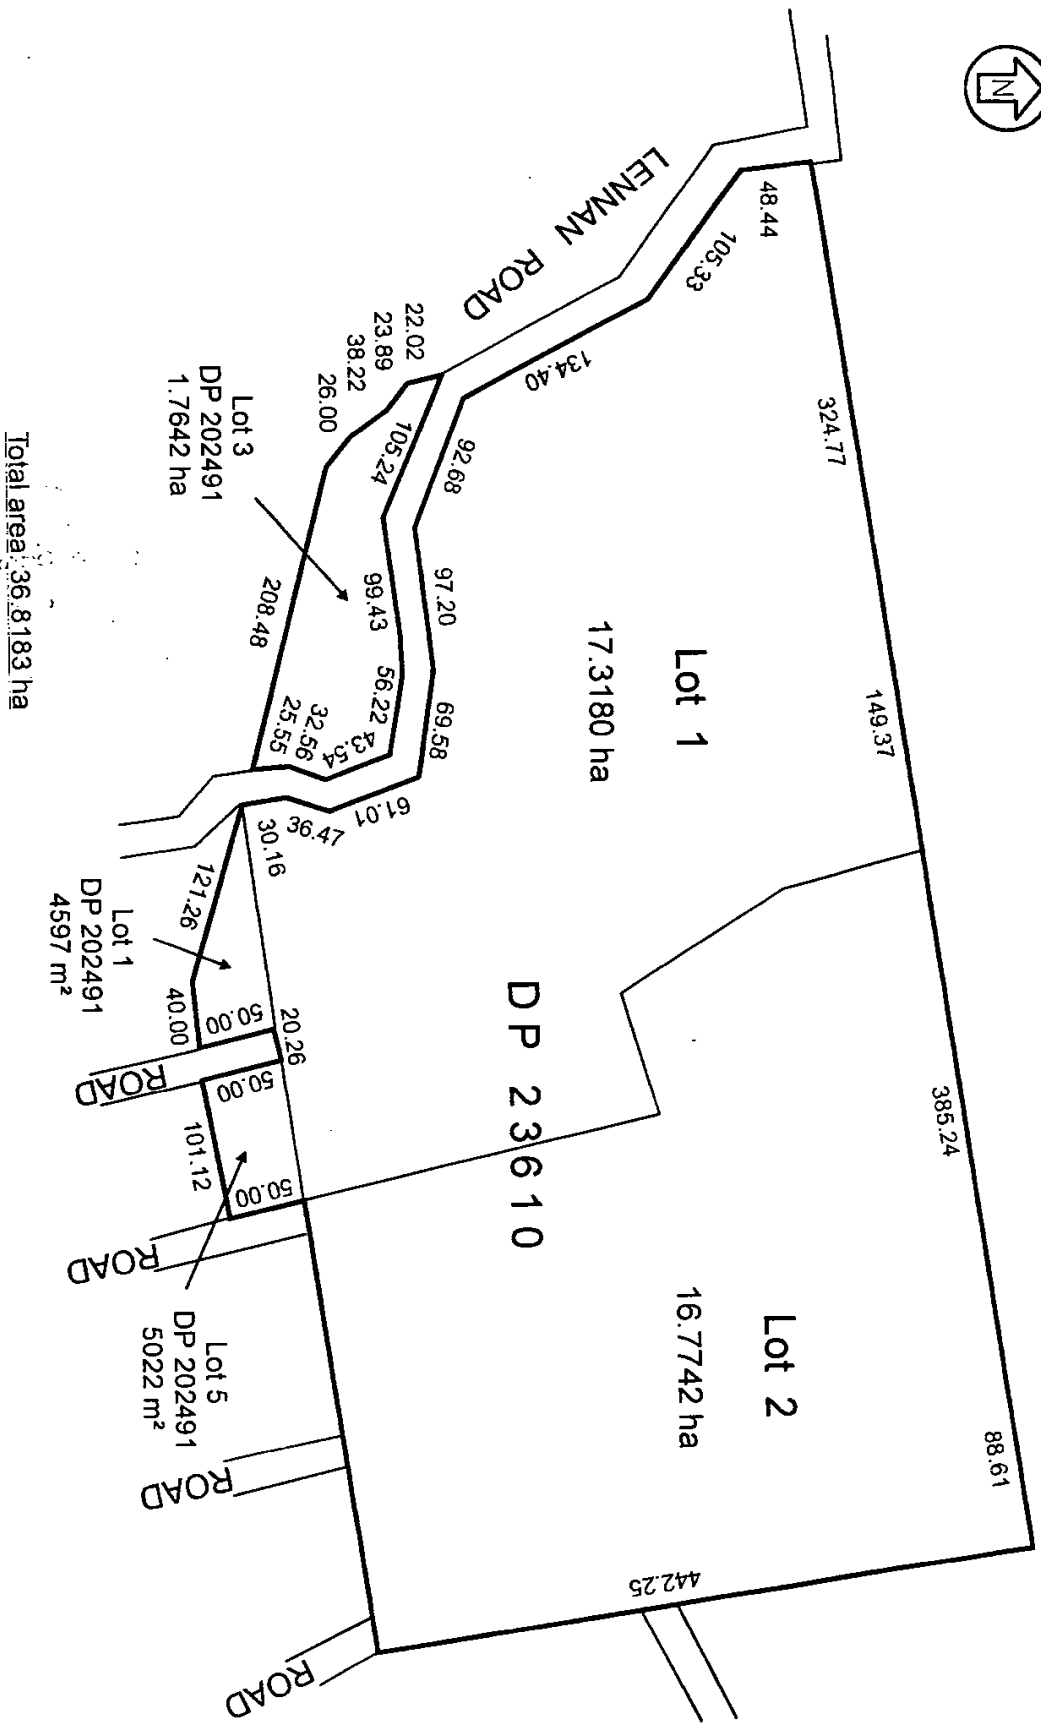 N
LENNAN ROAD
48.44
105.33
134.40
92.68
97.20
69.58
61.01
36.47
30.16
324.77
149.37
385.24
88.61
442.25
Lot 1
17.3180 ha
DP 23610
Lot 2
16.7742 ha
22.02
23.89
38.22
26.00
105.24
99.43
56.22
43.54
32.56
25.55
208.48
Lot 3
DP 202491
1.7642 ha
121.26
40.00
50.00
20.26
50.00
101.12
50.00
Lot 1
DP 202491
4597 m²
ROAD
ROAD
Lot 5
DP 202491
5022 m²
ROAD
ROAD
Total area: 36.8183 ha